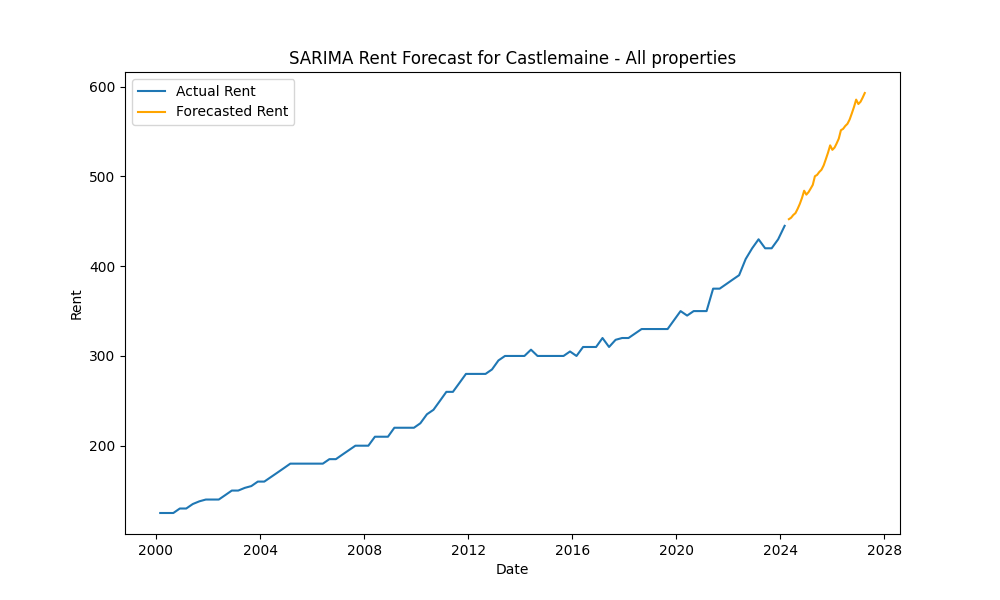 SARIMA Rent Forecast for Castlemaine - All properties
Actual Rent
Forecasted Rent
600
500
400
300
200
Rent
2000 2004 2008 2012 2016 2020 2024 2028
Date